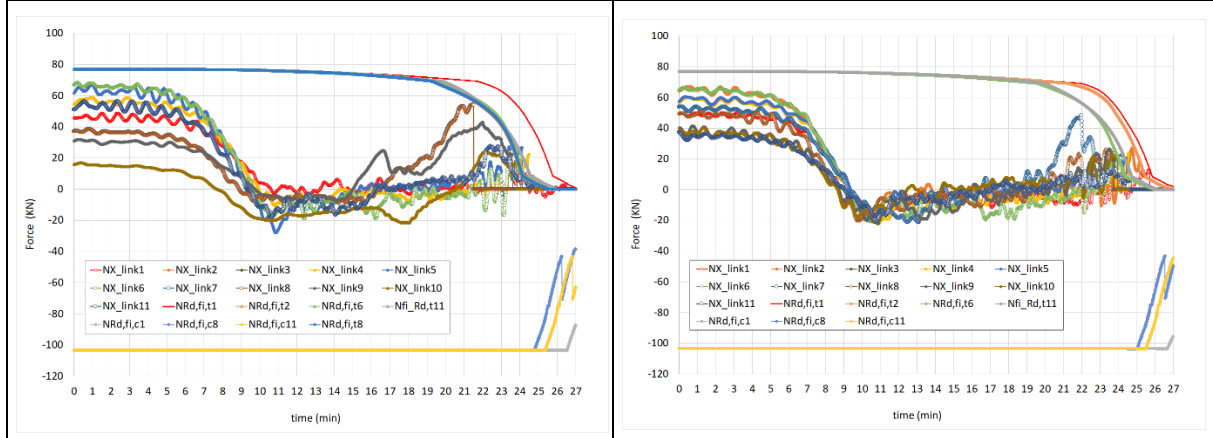 100
80
60
40
20
0
-20
-40
-60
-80
-100
-120
Force (KN)
NX_link1 NX_link2 NX_link3 NX_link4 NX_link5
NX_link6 NX_link7 NX_link8 NX_link9 NX_link10
NX_link11 NRd,fi,t1 NRd,fi,t2 NRd,fi,t6 Nfi_Rd,t11
NRd,fi,c1 NRd,fi,c8 NRd,fi,c11 NRd,fi,t8
0 1 2 3 4 5 6 7 8 9 10 11 12 13 14 15 16 17 18 19 20 21 22 23 24 25 26 27
time (min)
100
80
60
40
20
0
-20
-40
-60
-80
-100
-120
Force (KN)
NX_link1 NX_link2 NX_link3 NX_link4 NX_link5
NX_link6 NX_link7 NX_link8 NX_link9 NX_link10
NX_link11 NRd,fi,t1 NRd,fi,t2 NRd,fi,t6 Nfi_Rd,t11
NRd,fi,c1 NRd,fi,c8 NRd,fi,c11
0 1 2 3 4 5 6 7 8 9 10 11 12 13 14 15 16 17 18 19 20 21 22 23 24 25 26 27
time (min)